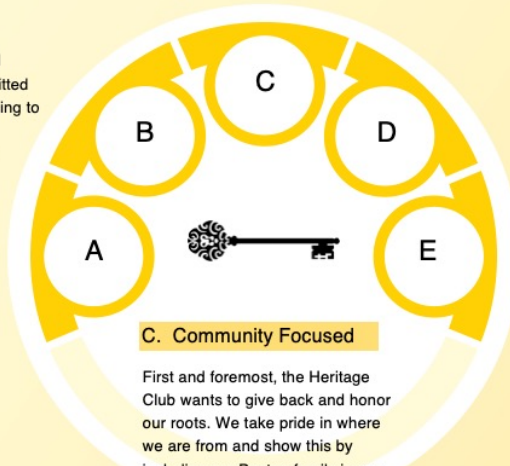 itted
ing to
C
B
D
A
E
C. Community Focused
First and foremost, the Heritage
Club wants to give back and honor
our roots. We take pride in where
we are from and show this by